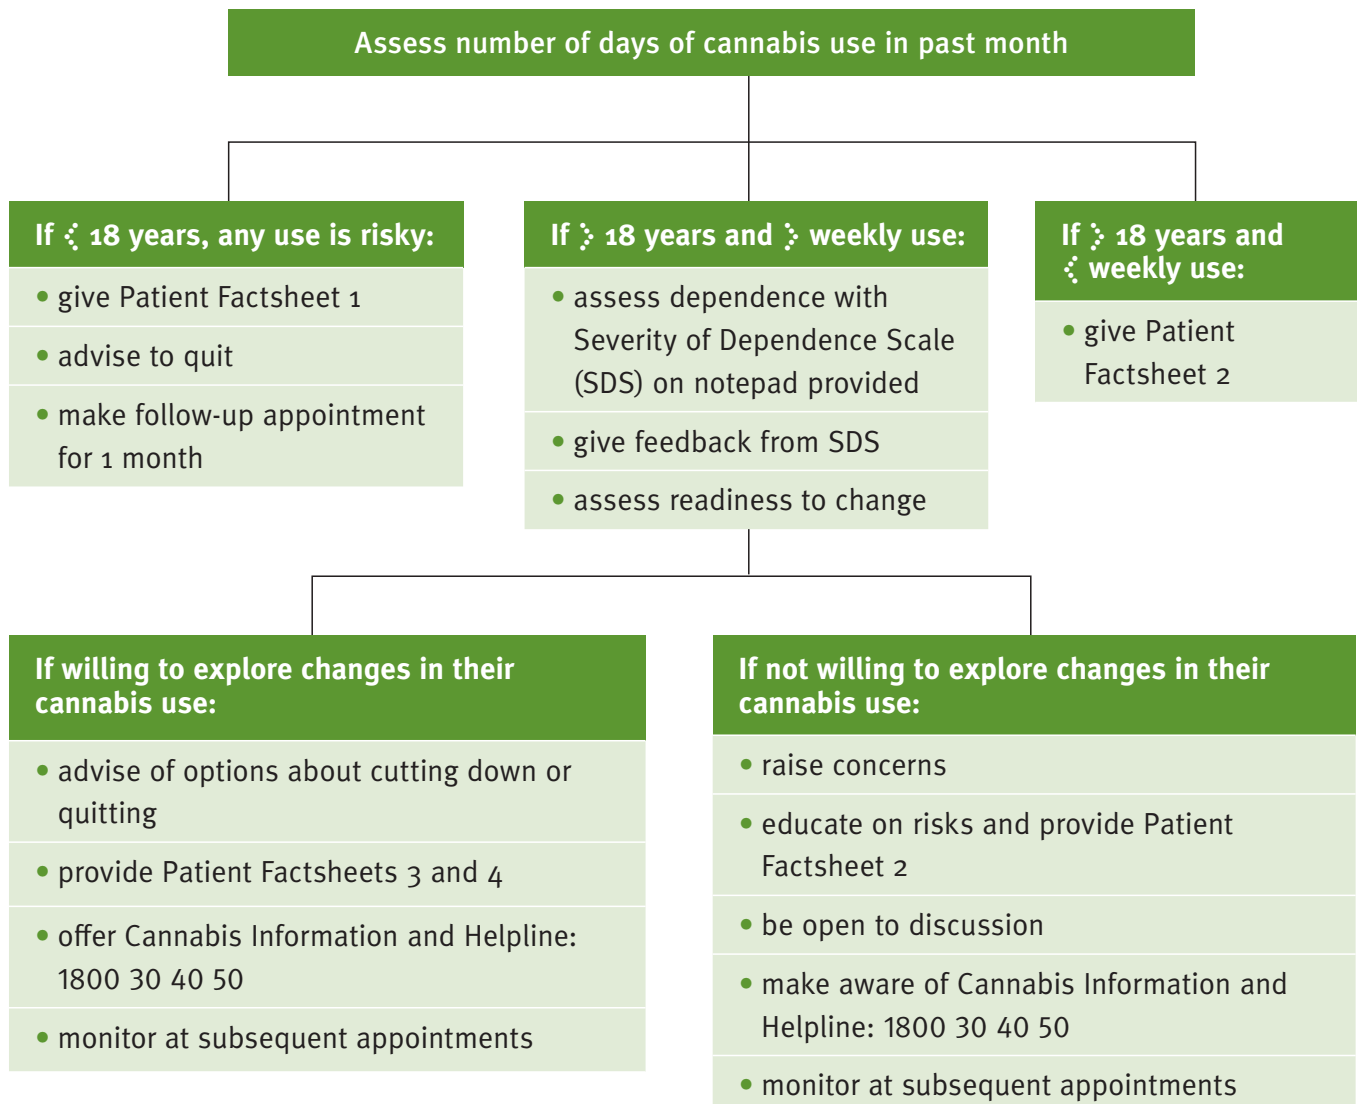 Assess number of days of cannabis use in past month
If < 18 years, any use is risky:
• give Patient Factsheet 1
• advise to quit
• make follow-up appointment
for 1 month
If > 18 years and > weekly use:
• assess dependence with
Severity of Dependence Scale
(SDS) on notepad provided
• give feedback from SDS
• assess readiness to change
If > 18 years and
< weekly use:
• give Patient
Factsheet 2
If willing to explore changes in their
cannabis use:
• advise of options about cutting down or
quitting
• provide Patient Factsheets 3 and 4
• offer Cannabis Information and Helpline:
1800 30 40 50
• monitor at subsequent appointments
If not willing to explore changes in their
cannabis use:
• raise concerns
• educate on risks and provide Patient
Factsheet 2
• be open to discussion
• make aware of Cannabis Information and
Helpline: 1800 30 40 50
• monitor at subsequent appointments